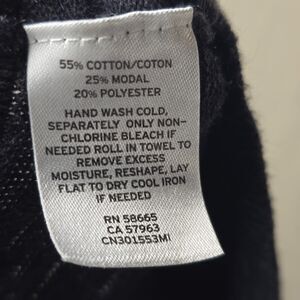 55% COTTON/COTON
25% MODAL
20% POLYESTER
HAND WASH COLD,
SEPARATELY ONLY NON-
CHLORINE BLEACH IF
NEEDED ROLL IN TOWEL TO
REMOVE EXCESS
MOISTURE, RESHAPE, LAY
FLAT TO DRY COOL IRON
IF NEEDED
RN 58665
CA 57963
CN301553MI